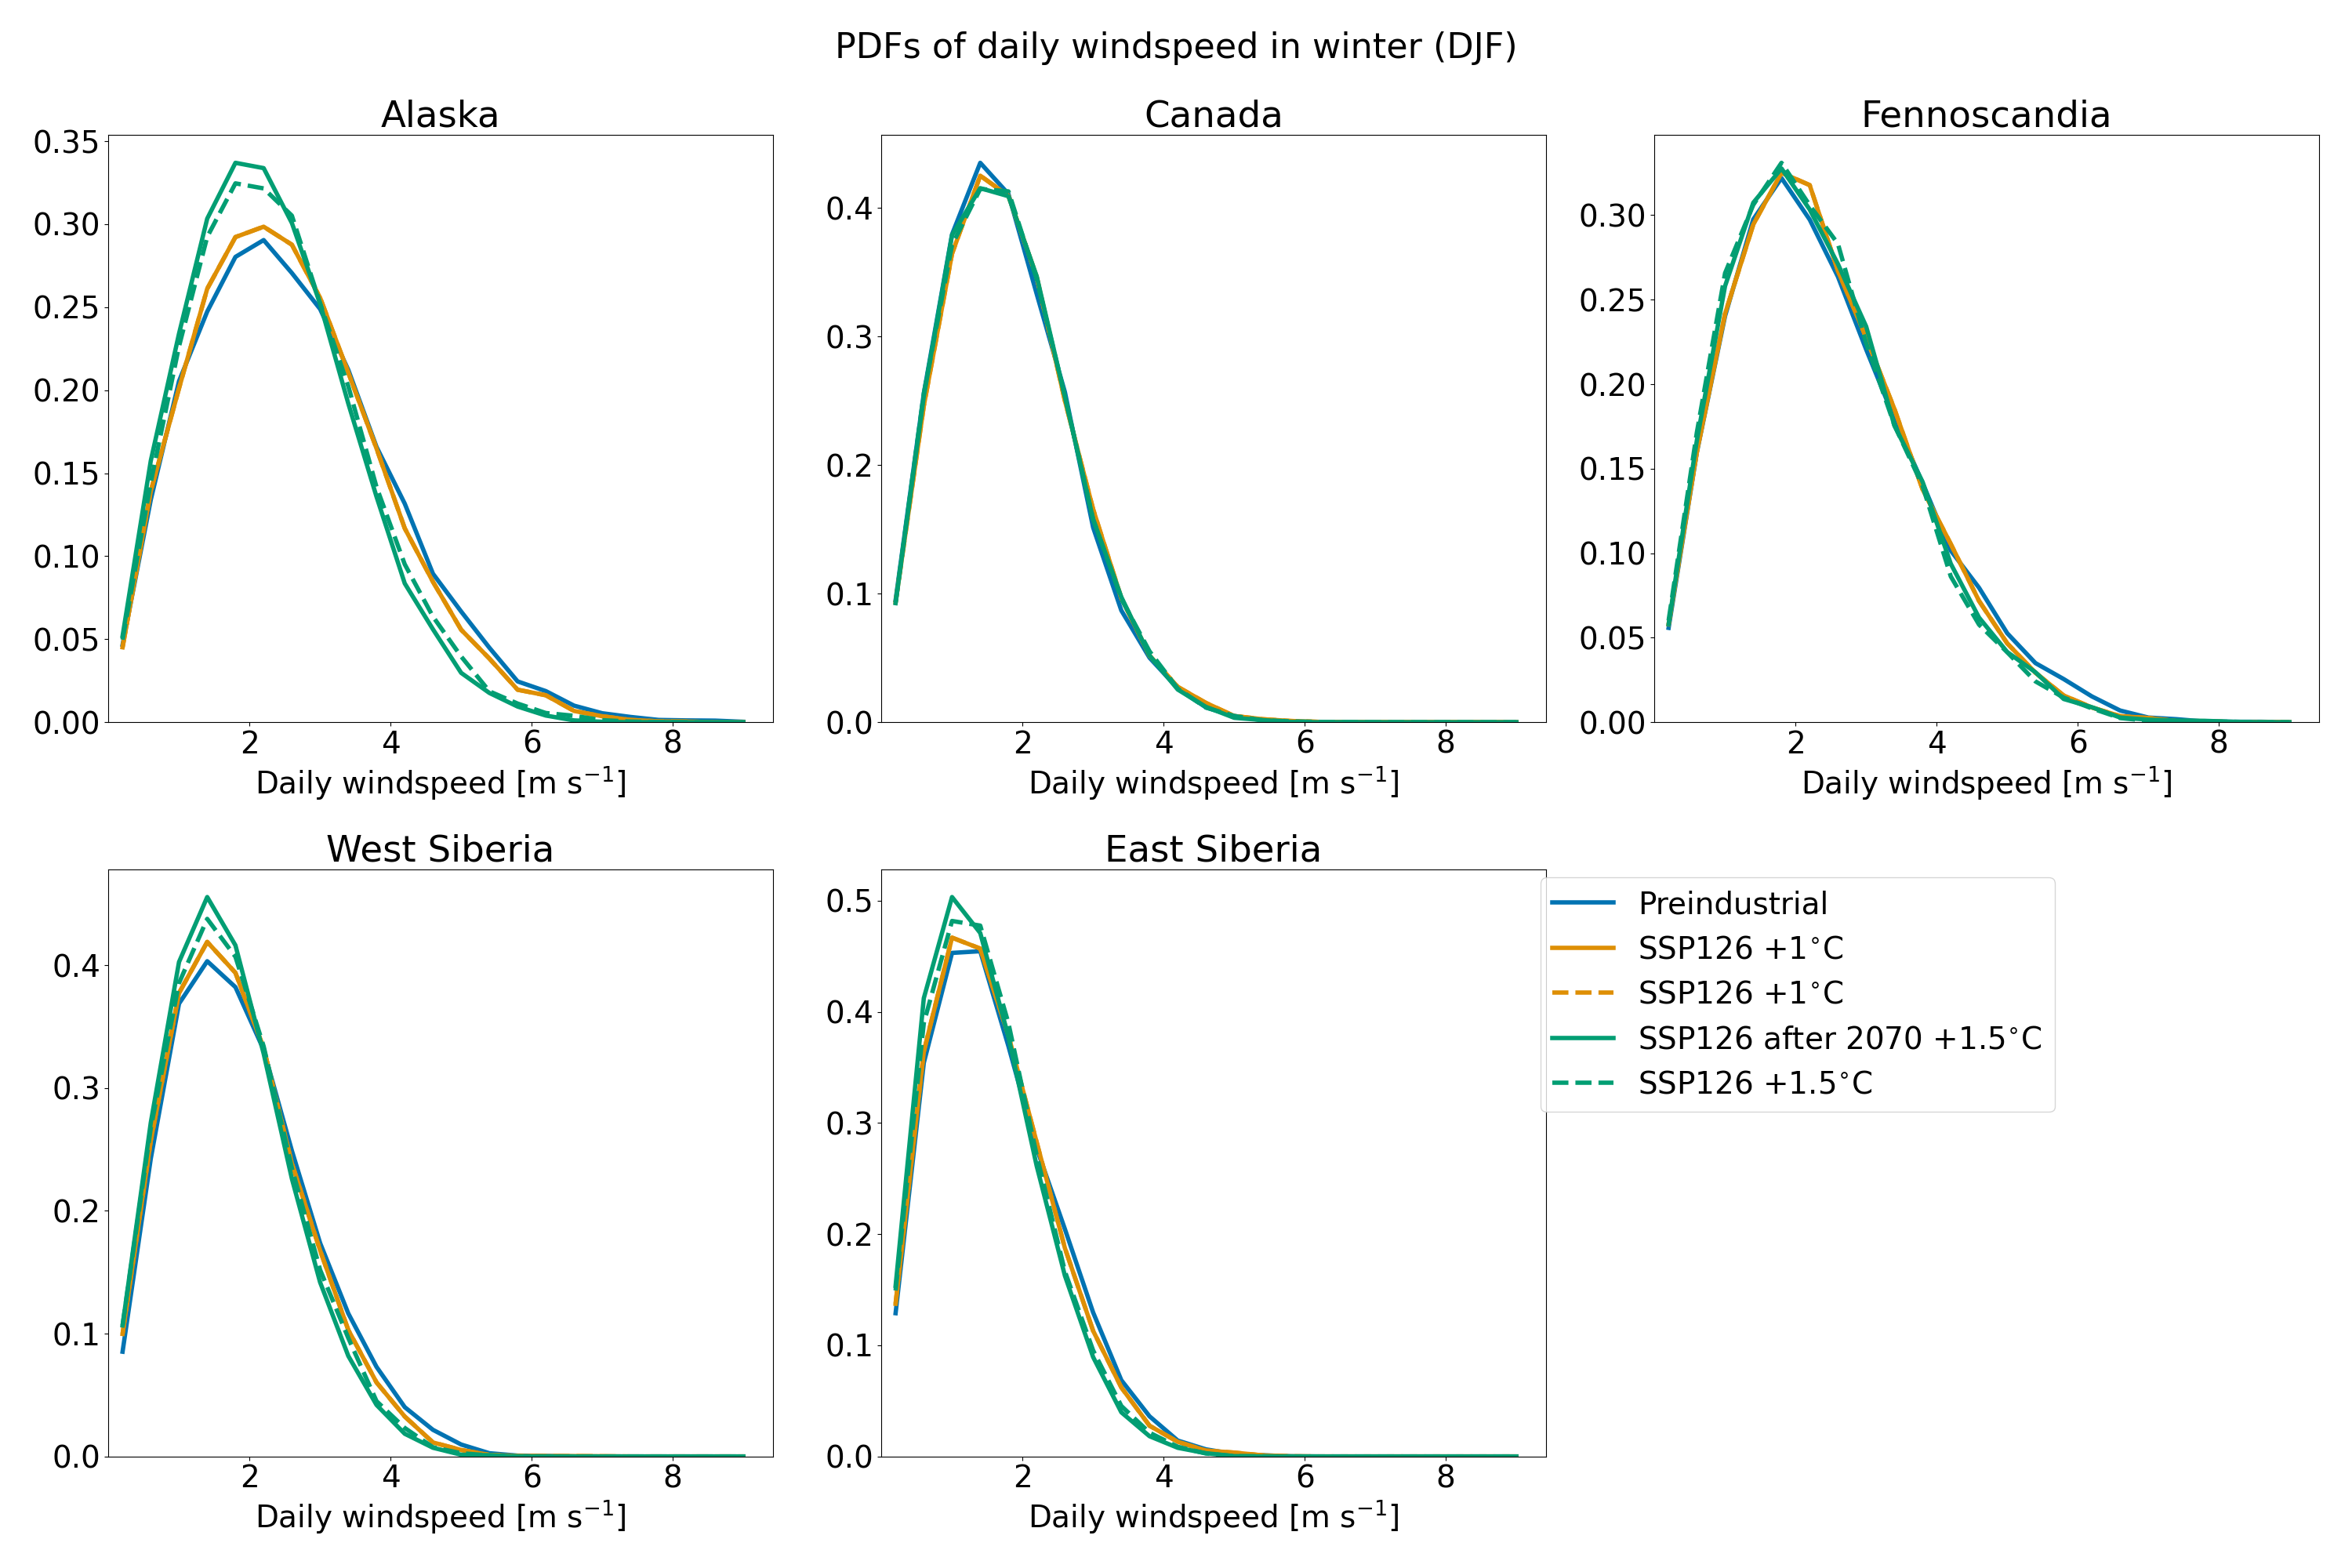 PDFs of daily windspeed in winter (DJF)
Alaska
0.35
0.30
0.25
0.20
0.15
0.10
0.05
0.00
2 4 6 8
Daily windspeed [m s⁻¹]
Canada
0.4
0.3
0.2
0.1
0.0
2 4 6 8
Daily windspeed [m s⁻¹]
Fennoscandia
0.30
0.25
0.20
0.15
0.10
0.05
0.00
2 4 6 8
Daily windspeed [m s⁻¹]
West Siberia
0.4
0.3
0.2
0.1
0.0
2 4 6 8
Daily windspeed [m s⁻¹]
East Siberia
0.5
0.4
0.3
0.2
0.1
0.0
2 4 6 8
Daily windspeed [m s⁻¹]
Preindustrial
SSP126 +1°C
SSP126 +1°C
SSP126 after 2070 +1.5°C
SSP126 +1.5°C